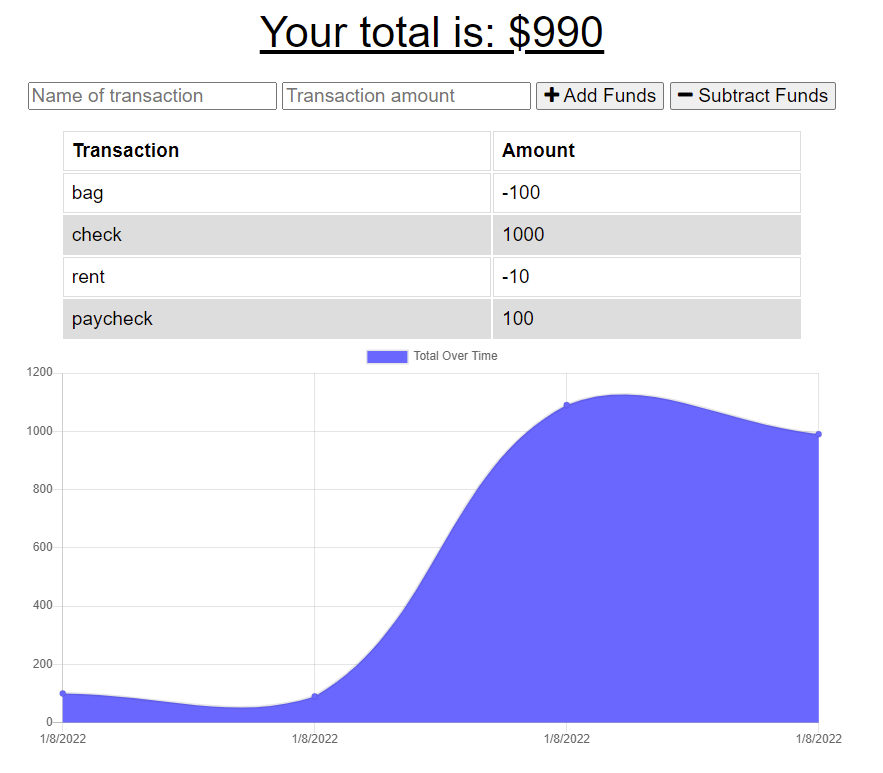 Your total is: $990
Name of transaction Transaction amount Add Funds Subtract Funds
Transaction Amount
bag -100
check 1000
rent -10
paycheck 100
Total Over Time
1200
1000
800
600
400
200
0
1/8/2022 1/8/2022 1/8/2022 1/8/2022